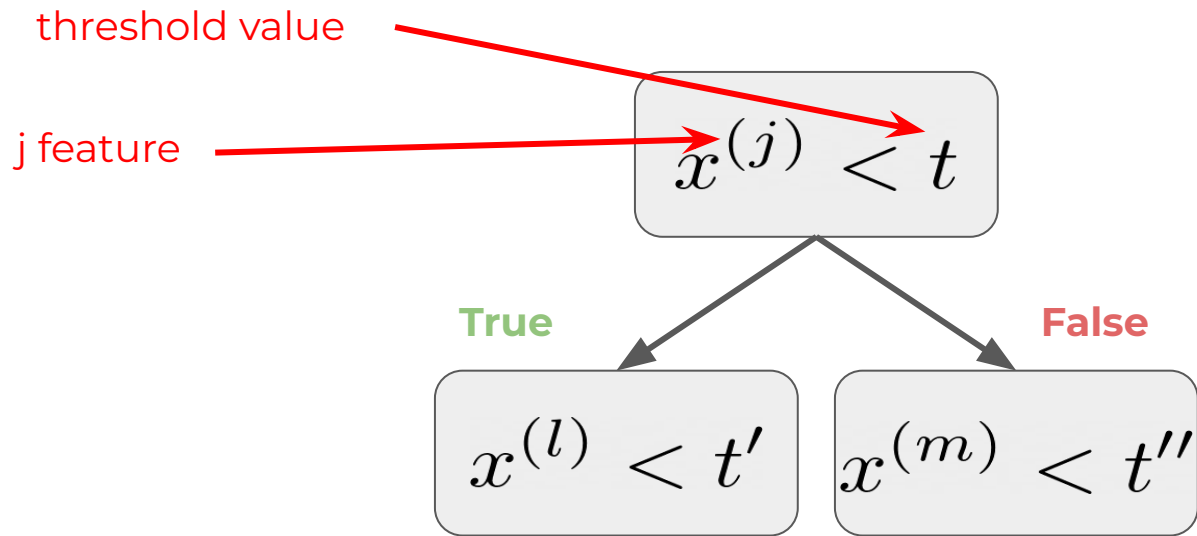 threshold value
j feature
x^{(j)} < t
True
False
x^{(l)} < t'
x^{(m)} < t''